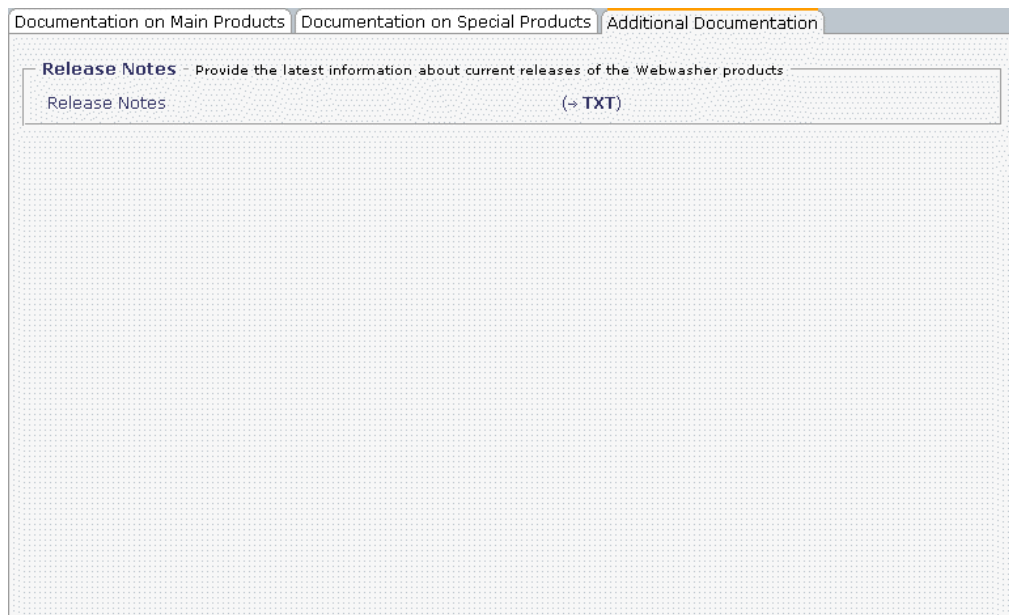 Documentation on Main Products Documentation on Special Products Additional Documentation
Release Notes - Provide the latest information about current releases of the Webwasher products
Release Notes (→ TXT)